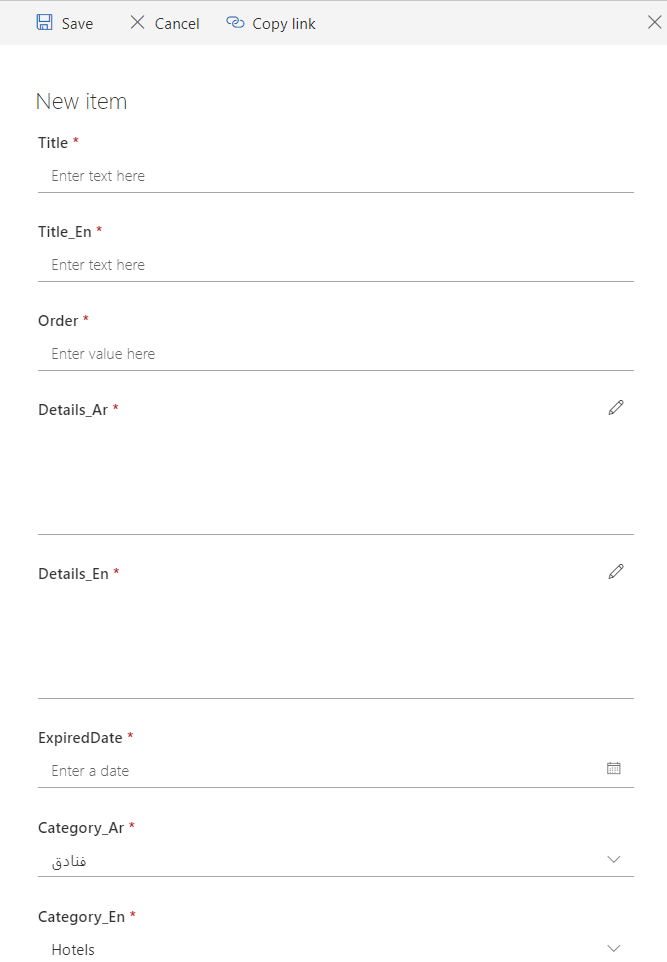 Save Cancel Copy link
New item
Title *
Enter text here
Title_En *
Enter text here
Order *
Enter value here
Details_Ar *
Details_En *
ExpiredDate *
Enter a date
Category_Ar *
فنادق
Category_En *
Hotels